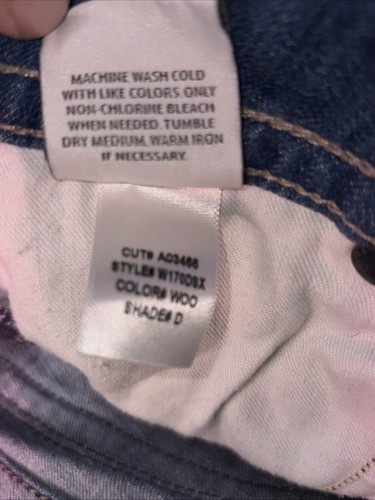 MACHINE WASH COLD
WITH LIKE COLORS ONLY
NON-CHLORINE BLEACH
WHEN NEEDED. TUMBLE
DRY MEDIUM, WARM IRON
IF NECESSARY.
CUT# A03466
STYLE# W170D8X
COLOR# WOO
SHADE# D